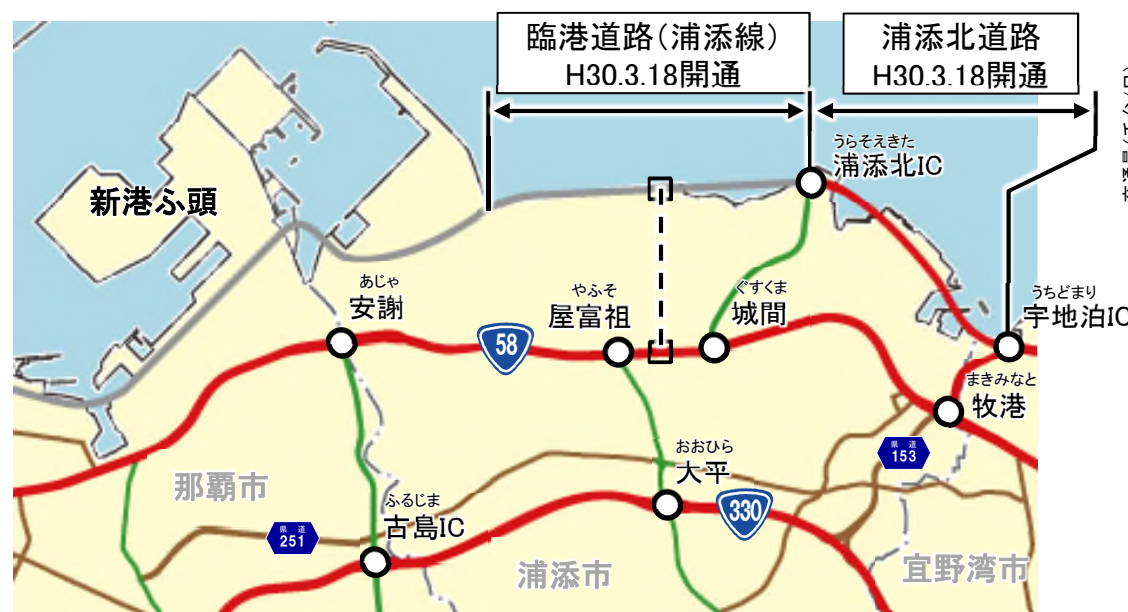 臨港道路(浦添線)
H30.3.18開通
浦添北道路
H30.3.18開通
うらそえきた
浦添北IC
新港ふ頭
あじゃ
安謝
やふそ
屋富祖
ぐすくま
城間
うちどまり
宇地泊IC
58
まきみなと
牧港
県道
153
おおひら
大平
那覇市
330
ふるじま
古島IC
県道
251
浦添市
宜野湾市